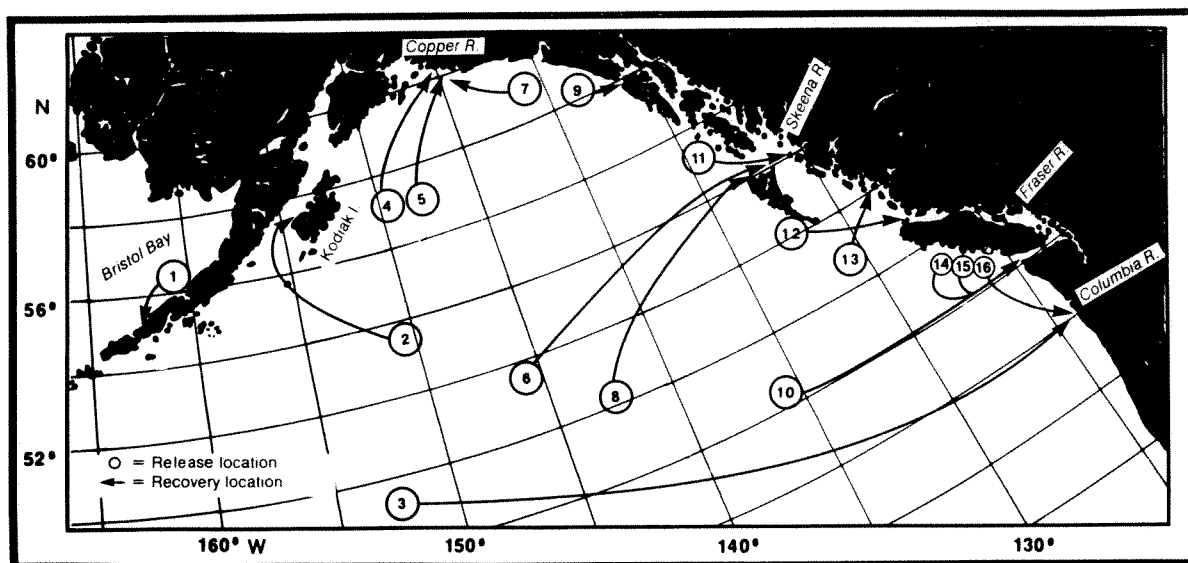 Copper R.
Skeena R.
Fraser R.
Columbia R.
Bristol Bay
Kodiak I.
N
60°
56°
52°
1
2
3
4
5
6
7
8
9
10
11
12
13
14
15
16
O = Release location
← = Recovery location
160° W
150°
140°
130°